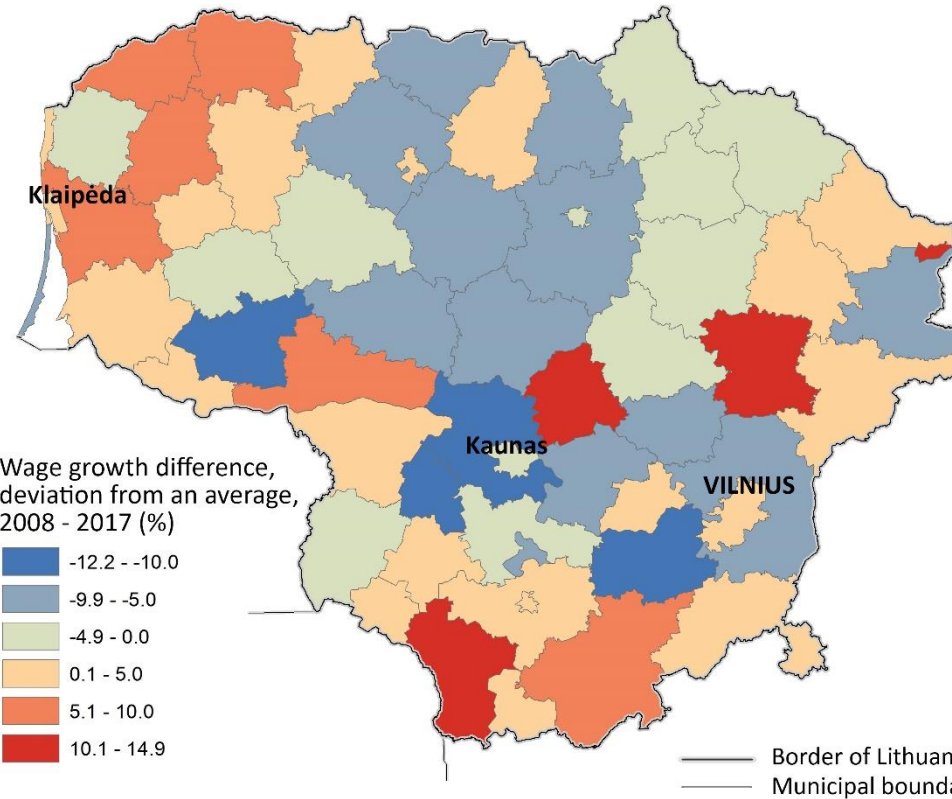 Klaipėda
Kaunas
VILNIUS
Wage growth difference,
deviation from an average,
2008 - 2017 (%)
-12.2 - -10.0
-9.9 - -5.0
-4.9 - 0.0
0.1 - 5.0
5.1 - 10.0
10.1 - 14.9
Border of Lithuan
Municipal bounda